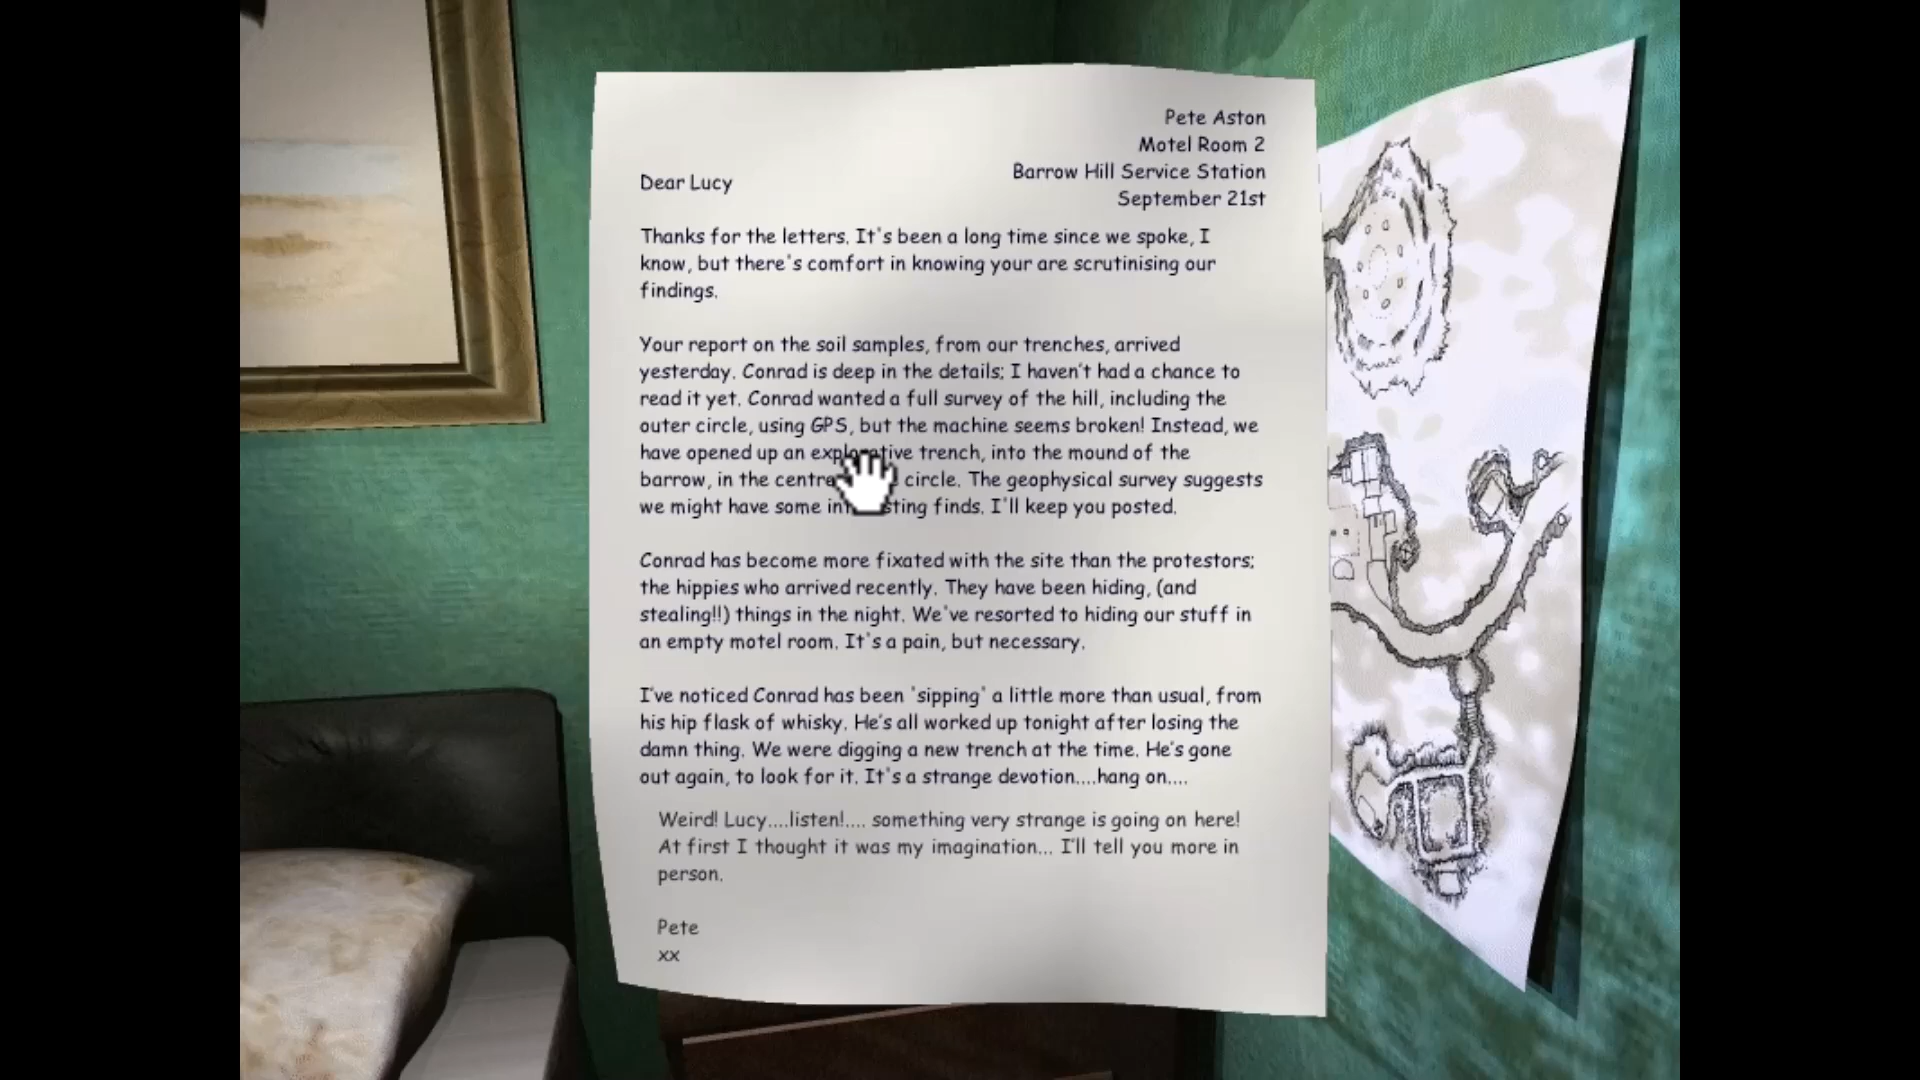 Pete Aston
Motel Room 2
Barrow Hill Service Station
September 21st
Dear Lucy
Thanks for the letters. It's been a long time since we spoke, I
know, but there's comfort in knowing your are scrutinising our
findings.
Your report on the soil samples, from our trenches, arrived
yesterday. Conrad is deep in the details; I haven't had a chance to
read it yet. Conrad wanted a full survey of the hill, including the
outer circle, using GPS, but the machine seems broken! Instead, we
have opened up an explorative trench, into the mound of the
barrow, in the centre circle. The geophysical survey suggests
we might have some interesting finds. I'll keep you posted.
Conrad has become more fixated with the site than the protestors;
the hippies who arrived recently. They have been hiding, (and
stealing!!) things in the night. We've resorted to hiding our stuff in
an empty motel room. It's a pain, but necessary.
I've noticed Conrad has been 'sipping' a little more than usual, from
his hip flask of whisky. He's all worked up tonight after losing the
damn thing. We were digging a new trench at the time. He's gone
out again, to look for it. It's a strange devotion....hang on....
Weird! Lucy....listen!.... something very strange is going on here!
At first I thought it was my imagination... I'll tell you more in
person.
Pete
xx